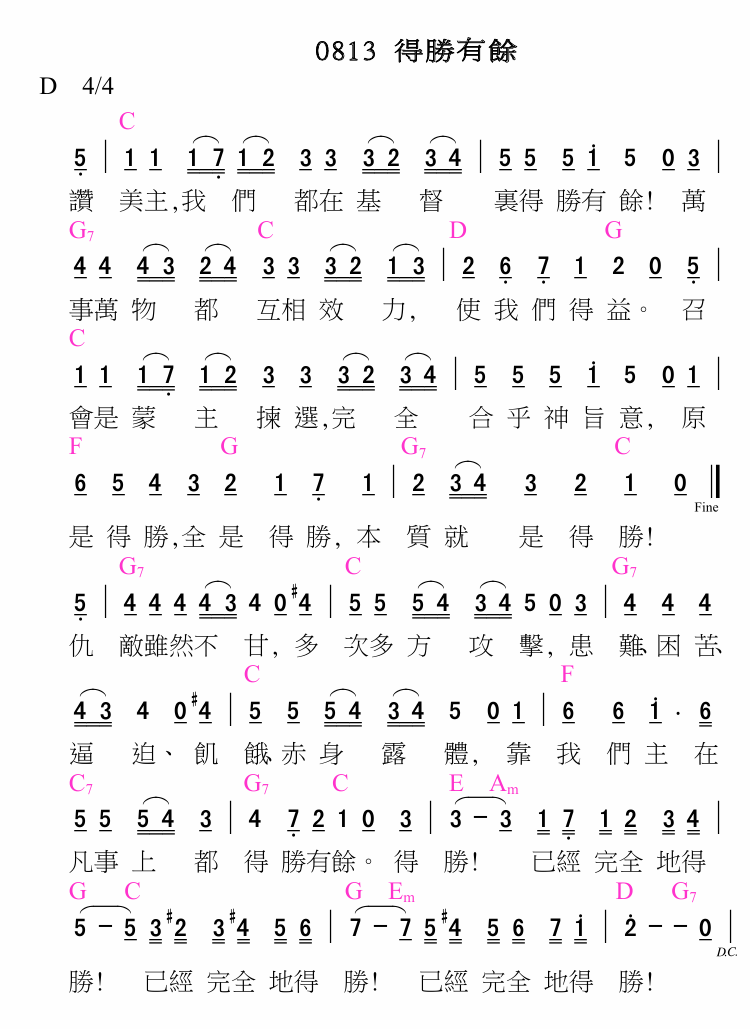 0813 得勝有餘
D 4/4
C
5 | 1 1 1 7 1 2 3 3 3 2 3 4 | 5 5 5 i 5 0 3 |
讚 美主,我 們 都在 基 督 裏得 勝有 餘! 萬
G7 C D G
4 4 4 3 2 4 3 3 3 2 1 3 | 2 6 7 1 2 0 5 |
事萬 物 都 互相 效 力, 使 我 們 得 益。 召
C
1 1 1 7 1 2 3 3 3 2 3 4 | 5 5 5 i 5 0 1 |
會是 蒙 主 揀 選,完 全 合 乎 神 旨 意, 原
F G G7 C
6 5 4 3 2 1 7 1 | 2 3 4 3 2 1 0 ‖
Fine
是 得 勝,全 是 得 勝, 本 質 就 是 得 勝!
G7 C G7
5 | 4 4 4 4 3 4 0 #4 | 5 5 5 4 3 4 5 0 3 | 4 4 4
仇 敵雖然不 甘, 多 次多 方 攻 擊, 患 難、困 苦、
C F
4 3 4 0 #4 | 5 5 5 4 3 4 5 0 1 | 6 6 i · 6
逼 迫、 飢 餓、赤 身 露 體, 靠 我 們 主 在
C7 G7 C E Am
5 5 5 4 3 | 4 7 2 1 0 3 | 3 - 3 1 7 1 2 3 4 |
凡事 上 都 得 勝有餘。 得 勝! 已經 完全 地得
G C G Em D G7
5 - 5 3 #2 3 #4 5 6 | 7 - 7 5 #4 5 6 7 i | 2 - - 0 |
D.C.
勝! 已經 完全 地得 勝! 已經 完全 地得 勝!